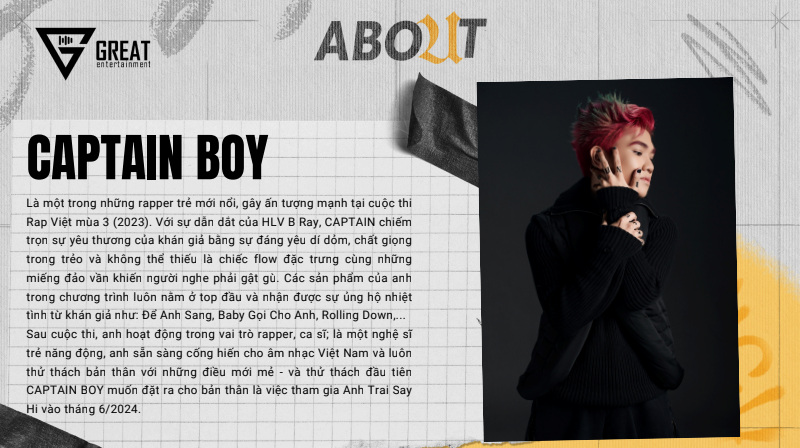 GREAT
entertainment
ABOUT
CAPTAIN BOY
Là một trong những rapper trẻ mới nổi, gây ấn tượng mạnh tại cuộc thi
Rap Việt mùa 3 (2023). Với sự dẫn dắt của HLV B Ray, CAPTAIN chiếm
trọn sự yêu thương của khán giả bằng sự đáng yêu dí dỏm, chất giọng
trong trẻo và không thể thiếu là chiếc flow đặc trưng cùng những
miếng đảo vần khiến người nghe phải gật gù. Các sản phẩm của anh
trong chương trình luôn nằm ở top đầu và nhận được sự ủng hộ nhiệt
tình từ khán giả như: Để Anh Sang, Baby Gọi Cho Anh, Rolling Down,...
Sau cuộc thi, anh hoạt động trong vai trò rapper, ca sĩ; là một nghệ sĩ
trẻ năng động, anh sẵn sàng cống hiến cho âm nhạc Việt Nam và luôn
thử thách bản thân với những điều mới mẻ - và thử thách đầu tiên
CAPTAIN BOY muốn đặt ra cho bản thân là việc tham gia Anh Trai Say
Hi vào tháng 6/2024.